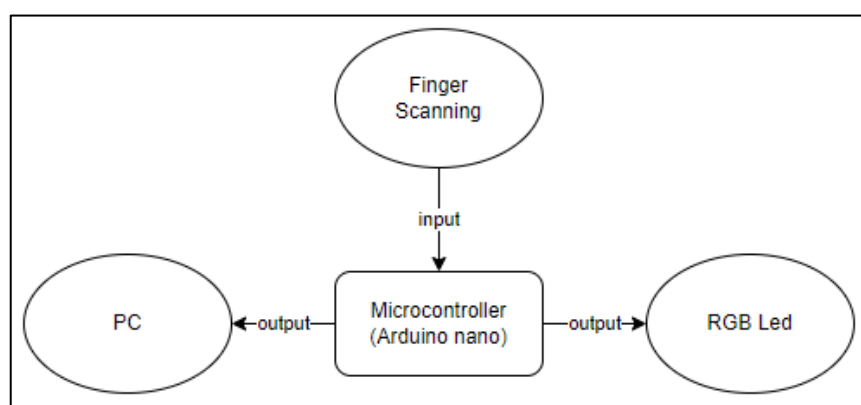 Finger
Scanning
input
Microcontroller
(Arduino nano)
PC
output
output
RGB Led